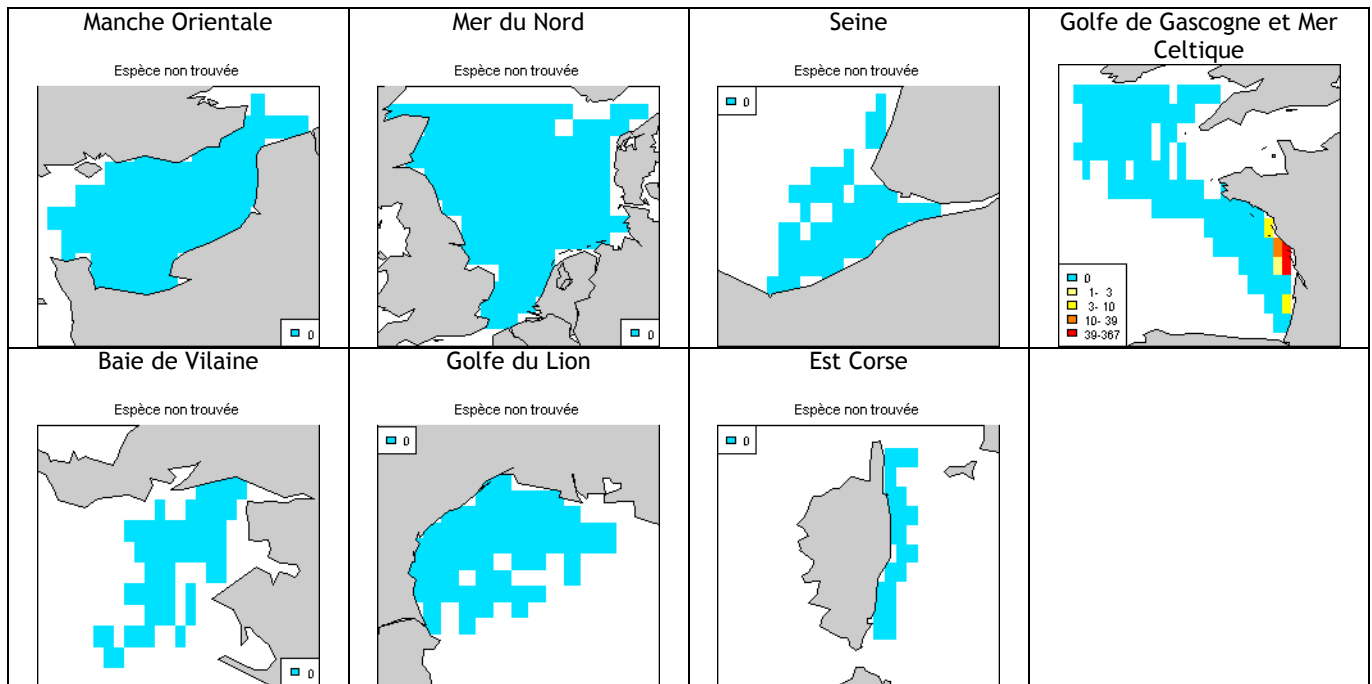 Manche Orientale
Espèce non trouvée
0
Mer du Nord
Espèce non trouvée
0
Seine
Espèce non trouvée
0
Golfe de Gascogne et Mer
Celtique
0
1- 3
3- 10
10- 39
39-367
Baie de Vilaine
Espèce non trouvée
0
Golfe du Lion
Espèce non trouvée
0
Est Corse
Espèce non trouvée
0